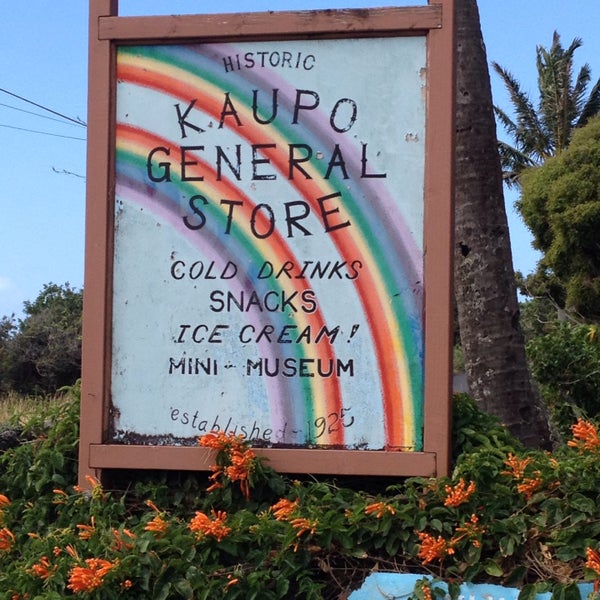 HISTORIC
KAUPO
GENERAL
STORE
COLD DRINKS
SNACKS
ICE CREAM!
MINI - MUSEUM
established - 1925